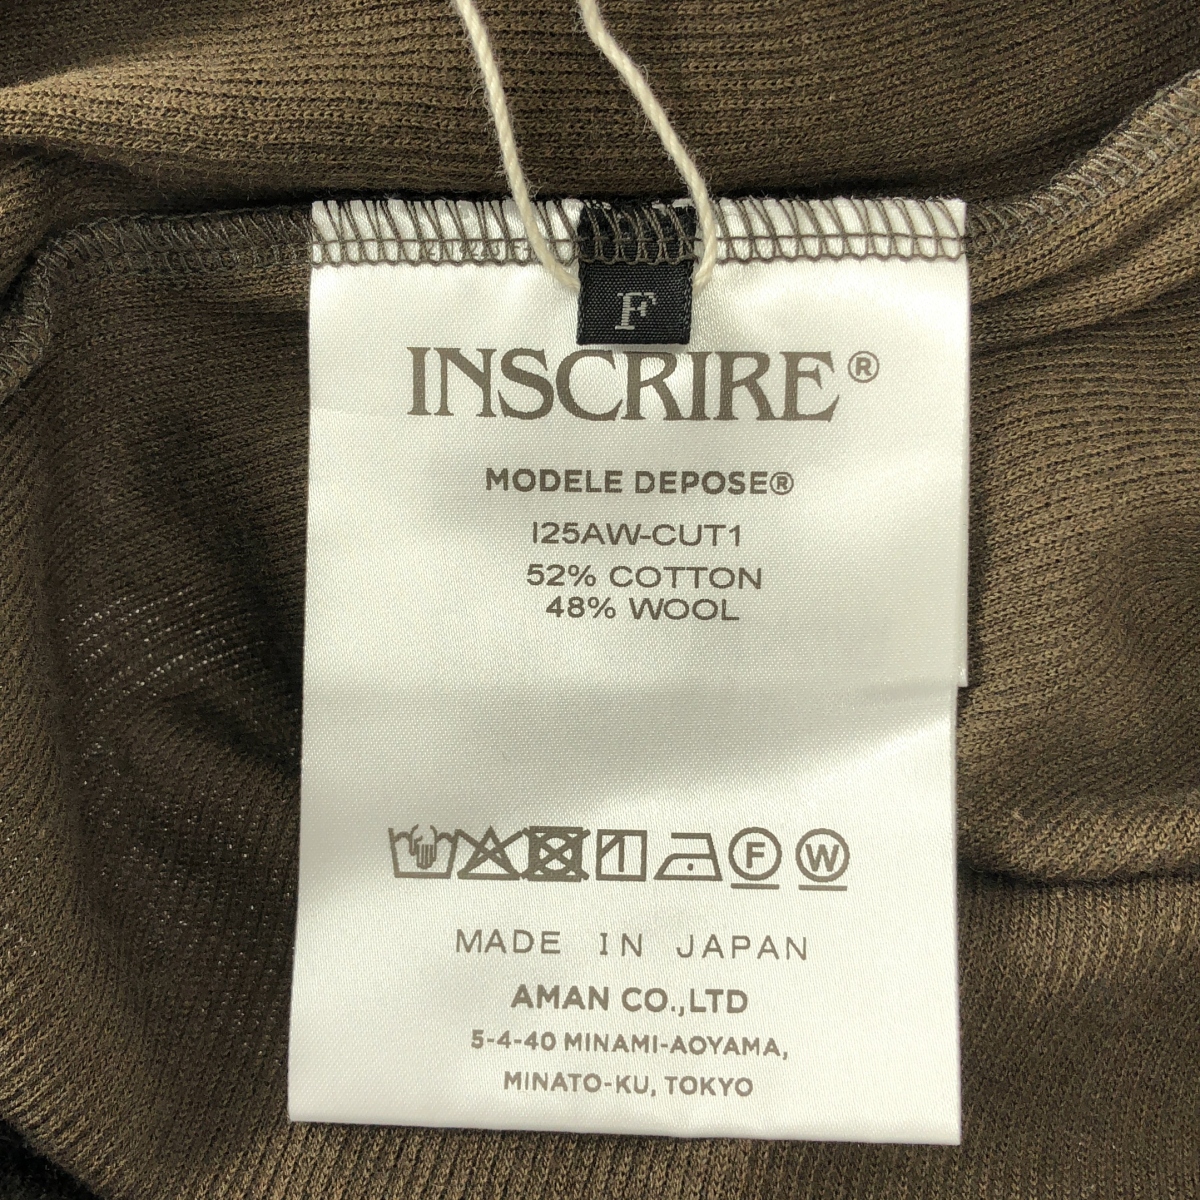 F
INSCRIRE®
MODELE DEPOSE®
I25AW-CUT1
52% COTTON
48% WOOL
F W
MADE IN JAPAN
AMAN CO.,LTD
5-4-40 MINAMI-AOYAMA,
MINATO-KU, TOKYO